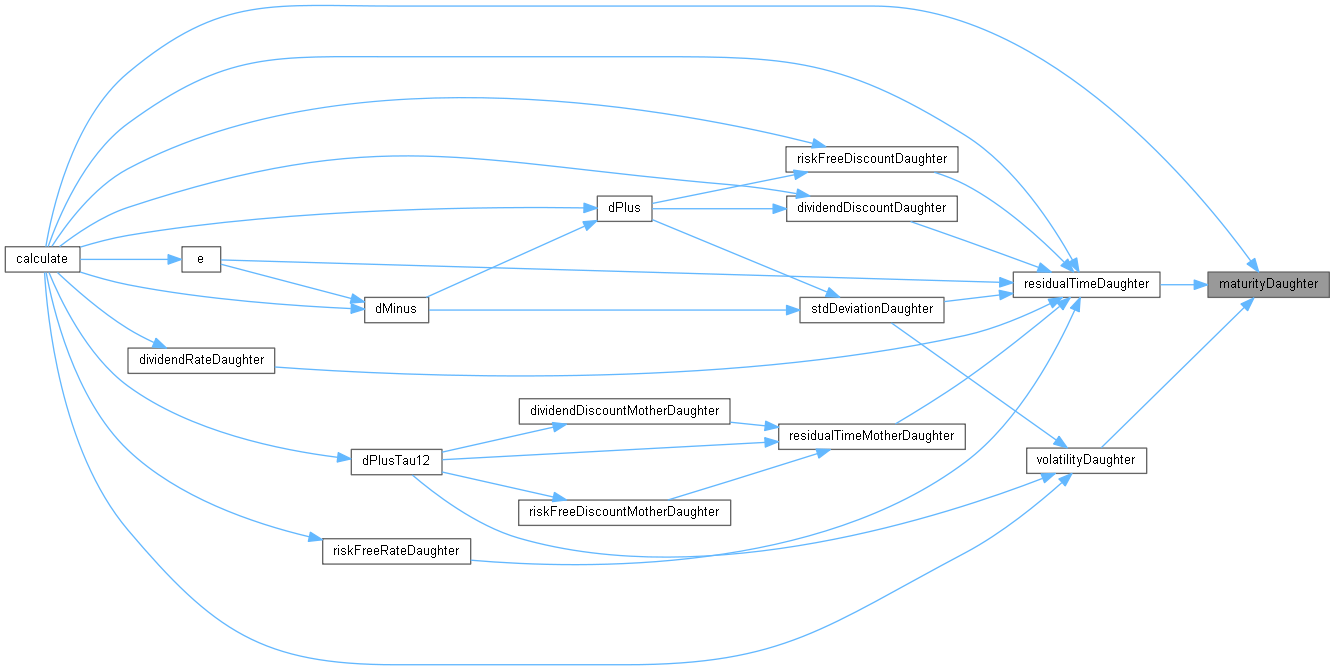 riskFreeDiscountDaughter
dPlus
dividendDiscountDaughter
calculate
e
residualTimeDaughter
maturityDaughter
dMinus
stdDeviationDaughter
dividendRateDaughter
dividendDiscountMotherDaughter
residualTimeMotherDaughter
dPlusTau12
volatilityDaughter
riskFreeDiscountMotherDaughter
riskFreeRateDaughter